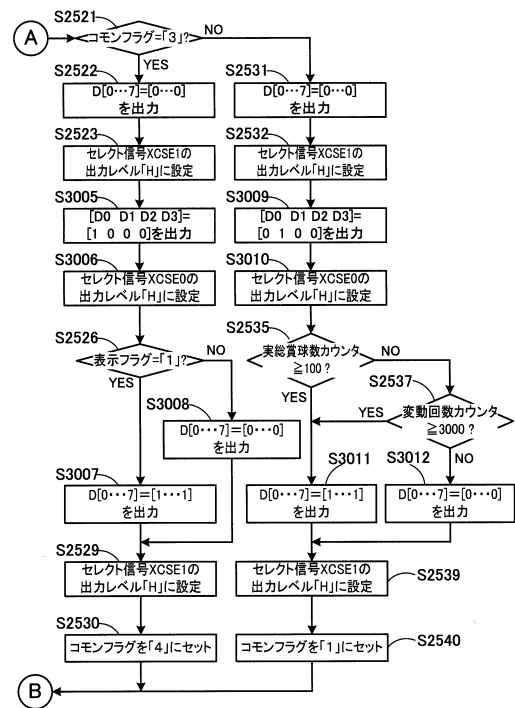 S2521
A
コモンフラグ=「3」?
NO
YES
S2522
D[0···7]=[0···0]
を出力
S2531
D[0···7]=[0···0]
を出力
S2523
セレクト信号XCSE1の
出力レベル「H」に設定
S2532
セレクト信号XCSE1の
出力レベル「H」に設定
S3005
[D0 D1 D2 D3]=
[1 0 0 0]を出力
S3009
[D0 D1 D2 D3]=
[0 1 0 0]を出力
S3006
セレクト信号XCSE0の
出力レベル「H」に設定
S3010
セレクト信号XCSE0の
出力レベル「H」に設定
S2526
表示フラグ=「1」?
NO
YES
S2535
実総賞球数カウンタ
≧100?
NO
YES
S2537
変動回数カウンタ
≧3000?
YES
NO
S3008
D[0···7]=[0···0]
を出力
S3007
D[0···7]=[1···1]
を出力
S3011
D[0···7]=[1···1]
を出力
S3012
D[0···7]=[0···0]
を出力
S2529
セレクト信号XCSE1の
出力レベル「H」に設定
セレクト信号XCSE1の
出力レベル「H」に設定
S2539
S2530
コモンフラグを「4」にセット
コモンフラグを「1」にセット
S2540
B